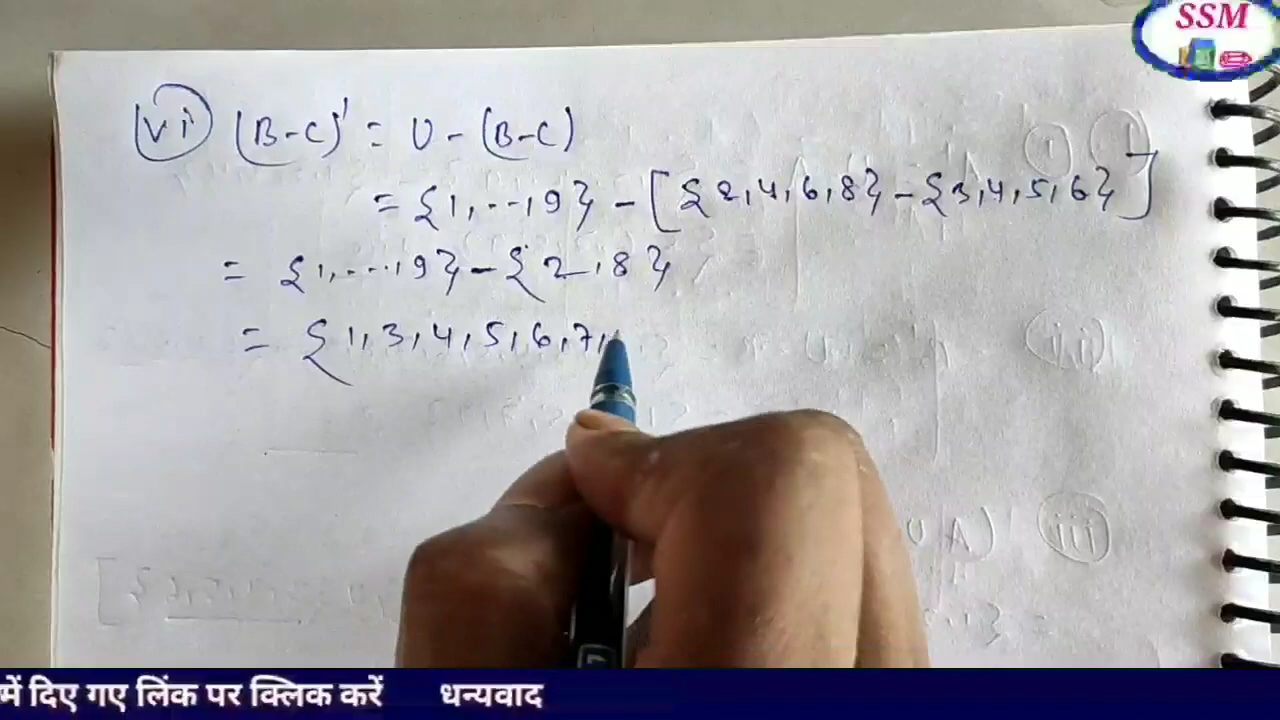 SSM
(vi) (B-C)' = U - (B-C)
= {1,...,9} - [{2,4,6,8} - {3,4,5,6}]
= {1,....,9} - {2,8}
= {1,3,4,5,6,7,
में दिए गए लिंक पर क्लिक करें धन्यवाद